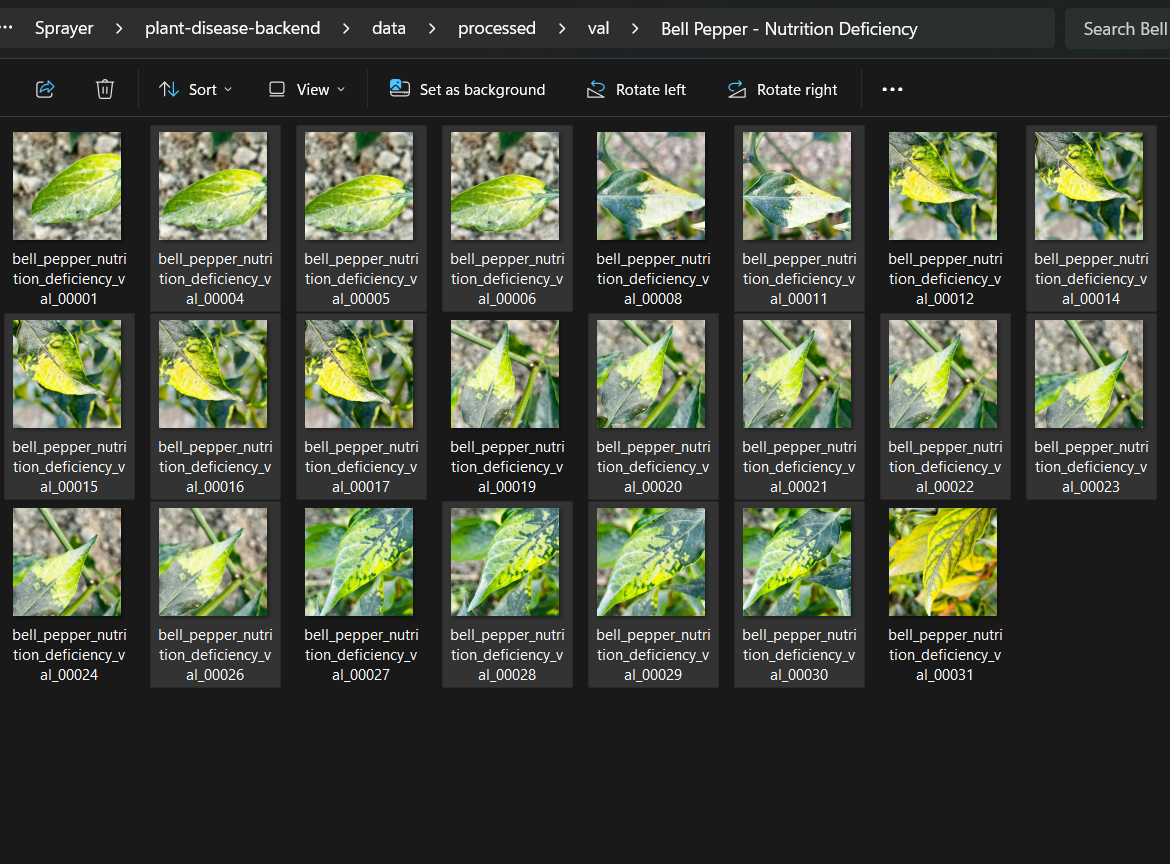 ··· Sprayer > plant-disease-backend > data > processed > val > Bell Pepper - Nutrition Deficiency Search Bell
Sort View Set as background Rotate left Rotate right ···
bell_pepper_nutri bell_pepper_nutri bell_pepper_nutri bell_pepper_nutri bell_pepper_nutri bell_pepper_nutri bell_pepper_nutri bell_pepper_nutri
tion_deficiency_v tion_deficiency_v tion_deficiency_v tion_deficiency_v tion_deficiency_v tion_deficiency_v tion_deficiency_v tion_deficiency_v
al_00001 al_00004 al_00005 al_00006 al_00008 al_00011 al_00012 al_00014
bell_pepper_nutri bell_pepper_nutri bell_pepper_nutri bell_pepper_nutri bell_pepper_nutri bell_pepper_nutri bell_pepper_nutri bell_pepper_nutri
tion_deficiency_v tion_deficiency_v tion_deficiency_v tion_deficiency_v tion_deficiency_v tion_deficiency_v tion_deficiency_v tion_deficiency_v
al_00015 al_00016 al_00017 al_00019 al_00020 al_00021 al_00022 al_00023
bell_pepper_nutri bell_pepper_nutri bell_pepper_nutri bell_pepper_nutri bell_pepper_nutri bell_pepper_nutri bell_pepper_nutri
tion_deficiency_v tion_deficiency_v tion_deficiency_v tion_deficiency_v tion_deficiency_v tion_deficiency_v tion_deficiency_v
al_00024 al_00026 al_00027 al_00028 al_00029 al_00030 al_00031